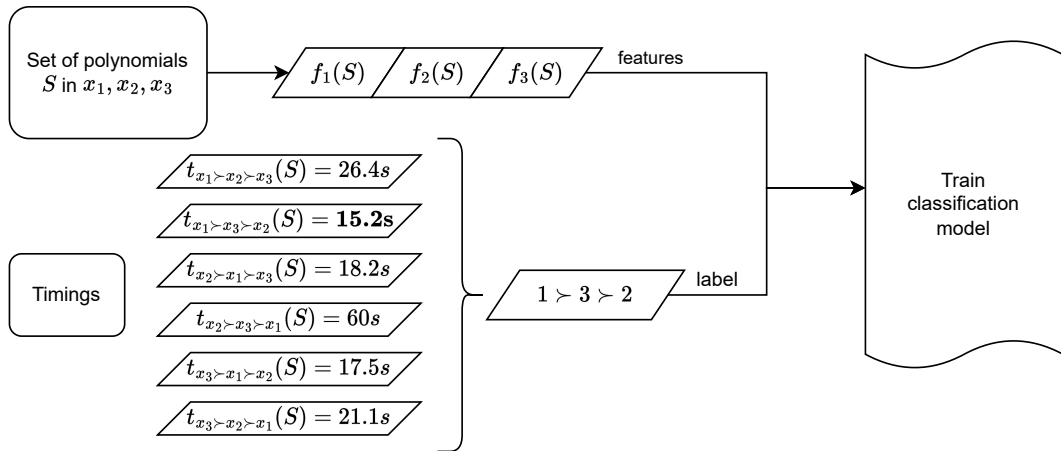 Set of polynomials
S in x₁, x₂, x₃
f₁(S) f₂(S) f₃(S)
features
t_{x₁≻x₂≻x₃}(S) = 26.4s
t_{x₁≻x₃≻x₂}(S) = 15.2s
t_{x₂≻x₁≻x₃}(S) = 18.2s
t_{x₂≻x₃≻x₁}(S) = 60s
t_{x₃≻x₁≻x₂}(S) = 17.5s
t_{x₃≻x₂≻x₁}(S) = 21.1s
Timings
1 ≻ 3 ≻ 2
label
Train
classification
model